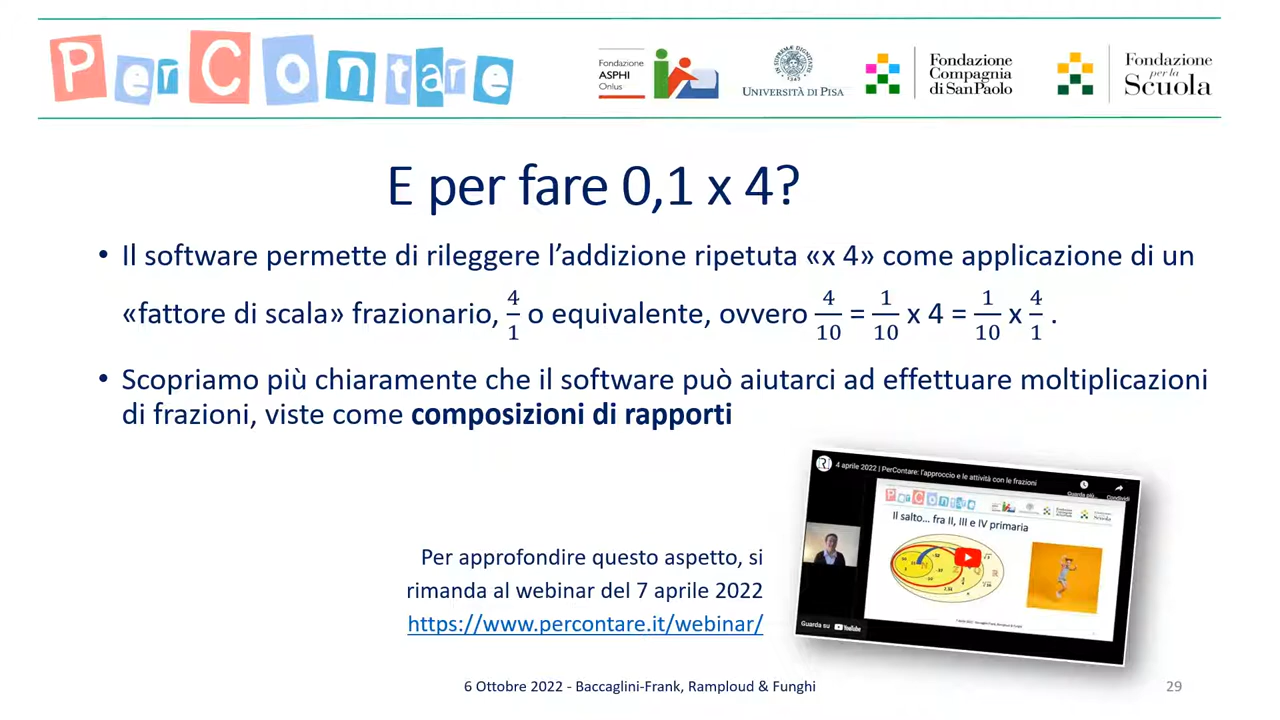 PerContare
Fondazione
ASPHI
Onlus
UNIVERSITÀ DI PISA
Fondazione
Compagnia
di San Paolo
Fondazione
per la
Scuola
E per fare 0,1 x 4?
• Il software permette di rileggere l’addizione ripetuta «x 4» come applicazione di un
«fattore di scala» frazionario, 4/1 o equivalente, ovvero 4/10 = 1/10 x 4 = 1/10 x 4/1 .
• Scopriamo più chiaramente che il software può aiutarci ad effettuare moltiplicazioni
di frazioni, viste come composizioni di rapporti
4 aprile 2022 | PerContare: l'approccio e le attività con le frazioni
Guarda più...
Condividi
PerContare
Il salto... fra II, III e IV primaria
Guarda su YouTube
Per approfondire questo aspetto, si
rimanda al webinar del 7 aprile 2022
https://www.percontare.it/webinar/
6 Ottobre 2022 - Baccaglini-Frank, Ramploud & Funghi
29